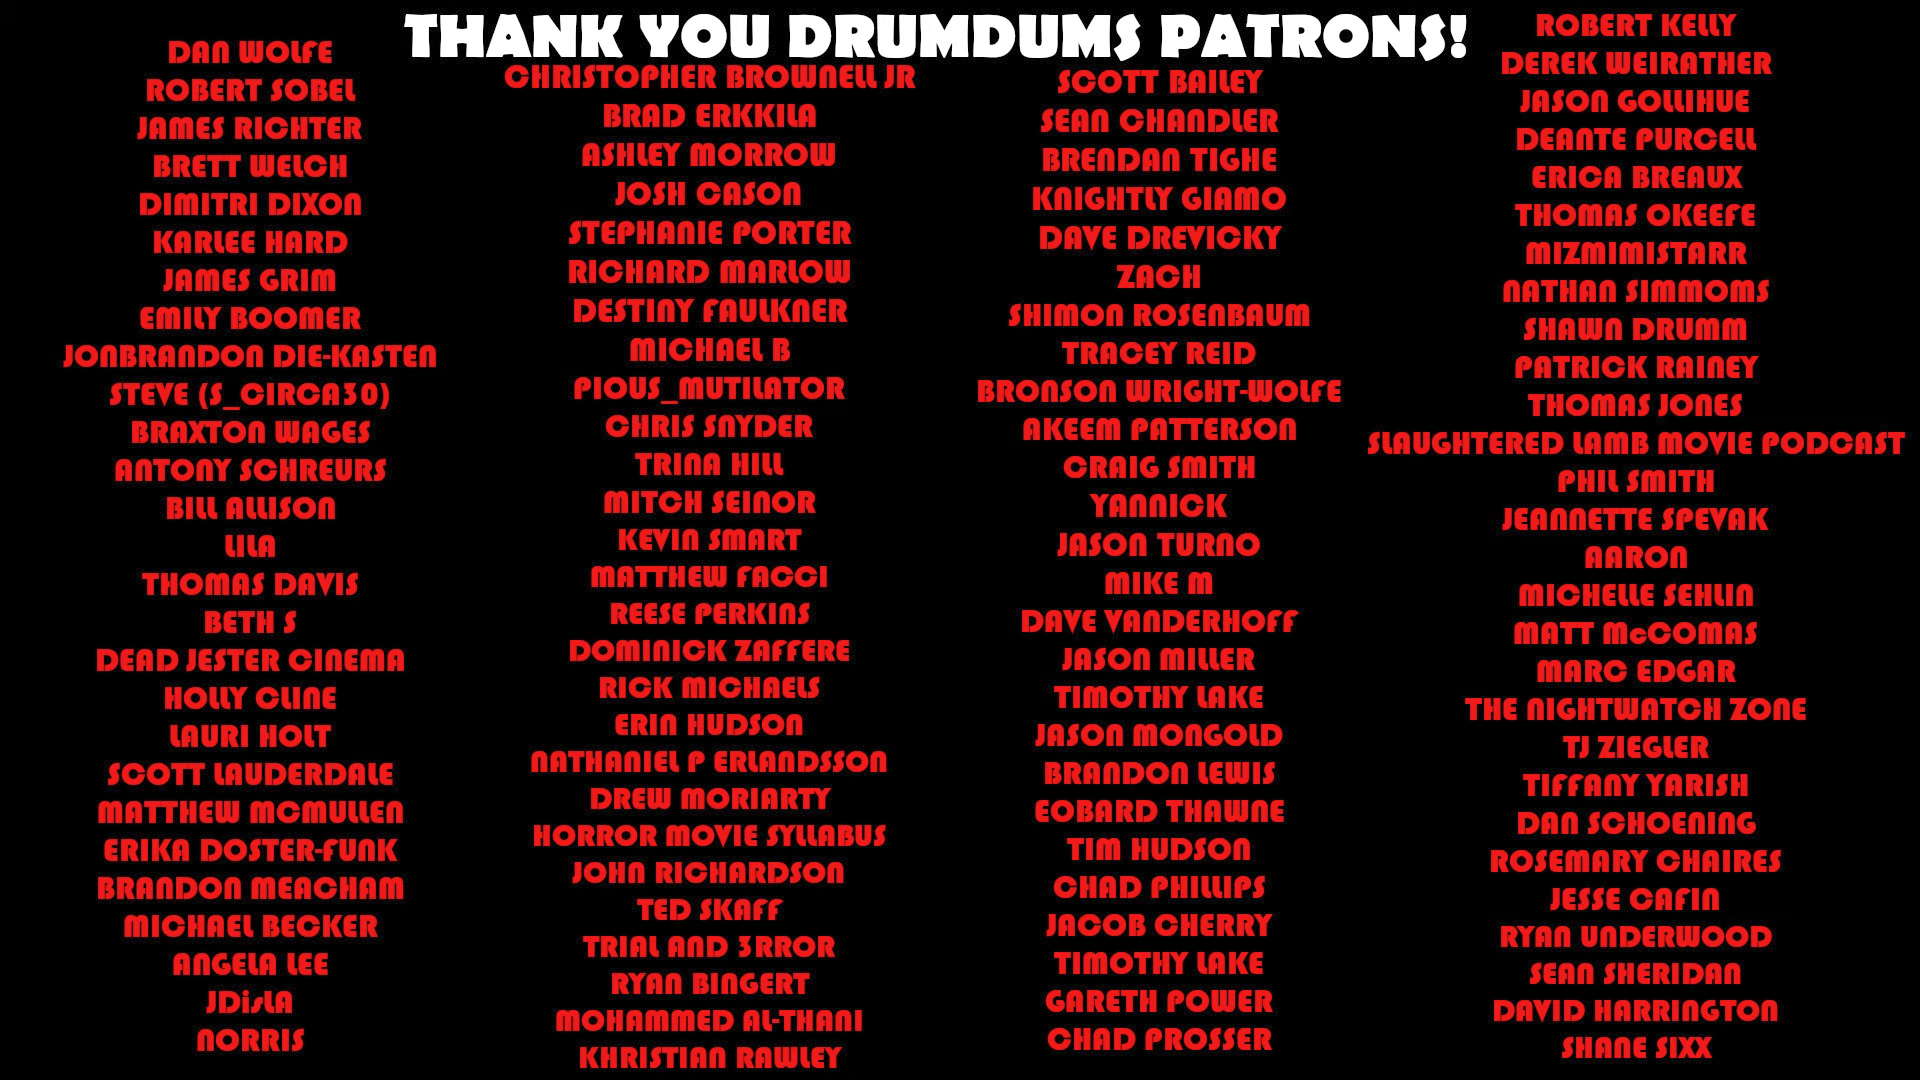 THANK YOU DRUMDUMS PATRONS!
DAN WOLFE
ROBERT SOBEL
JAMES RICHTER
BRETT WELCH
DIMITRI DIXON
KARLEE HARD
JAMES GRIM
EMILY BOOMER
JONBRANDON DIE-KASTEN
STEVE (S_CIRCA30)
BRAXTON WAGES
ANTONY SCHREURS
BILL ALLISON
LILA
THOMAS DAVIS
BETH S
DEAD JESTER CINEMA
HOLLY CLINE
LAURI HOLT
SCOTT LAUDERDALE
MATTHEW MCMULLEN
ERIKA DOSTER-FUNK
BRANDON MEACHAM
MICHAEL BECKER
ANGELA LEE
JDisLA
NORRIS
CHRISTOPHER BROWNELL JR
BRAD ERKKILA
ASHLEY MORROW
JOSH CASON
STEPHANIE PORTER
RICHARD MARLOW
DESTINY FAULKNER
MICHAEL B
PIOUS_MUTILATOR
CHRIS SNYDER
TRINA HILL
MITCH SEINOR
KEVIN SMART
MATTHEW FACCI
REESE PERKINS
DOMINICK ZAFFERE
RICK MICHAELS
ERIN HUDSON
NATHANIEL P ERLANDSSON
DREW MORIARTY
HORROR MOVIE SYLLABUS
JOHN RICHARDSON
TED SKAFF
TRIAL AND 3RROR
RYAN BINGERT
MOHAMMED AL-THANI
KHRISTIAN RAWLEY
SCOTT BAILEY
SEAN CHANDLER
BRENDAN TIGHE
KNIGHTLY GIAMO
DAVE DREVICKY
ZACH
SHIMON ROSENBAUM
TRACEY REID
BRONSON WRIGHT-WOLFE
AKEEM PATTERSON
CRAIG SMITH
YANNICK
JASON TURNO
MIKE M
DAVE VANDERHOFF
JASON MILLER
TIMOTHY LAKE
JASON MONGOLD
BRANDON LEWIS
EOBARD THAWNE
TIM HUDSON
CHAD PHILLIPS
JACOB CHERRY
TIMOTHY LAKE
GARETH POWER
CHAD PROSSER
ROBERT KELLY
DEREK WEIRATHER
JASON GOLLIHUE
DEANTE PURCELL
ERICA BREAUX
THOMAS OKEEFE
MIZMIMISTARR
NATHAN SIMMOMS
SHAWN DRUMM
PATRICK RAINEY
THOMAS JONES
SLAUGHTERED LAMB MOVIE PODCAST
PHIL SMITH
JEANNETTE SPEVAK
AARON
MICHELLE SEHLIN
MATT McCOMAS
MARC EDGAR
THE NIGHTWATCH ZONE
TJ ZIEGLER
TIFFANY YARISH
DAN SCHOENING
ROSEMARY CHAIRES
JESSE CAFIN
RYAN UNDERWOOD
SEAN SHERIDAN
DAVID HARRINGTON
SHANE SIXX